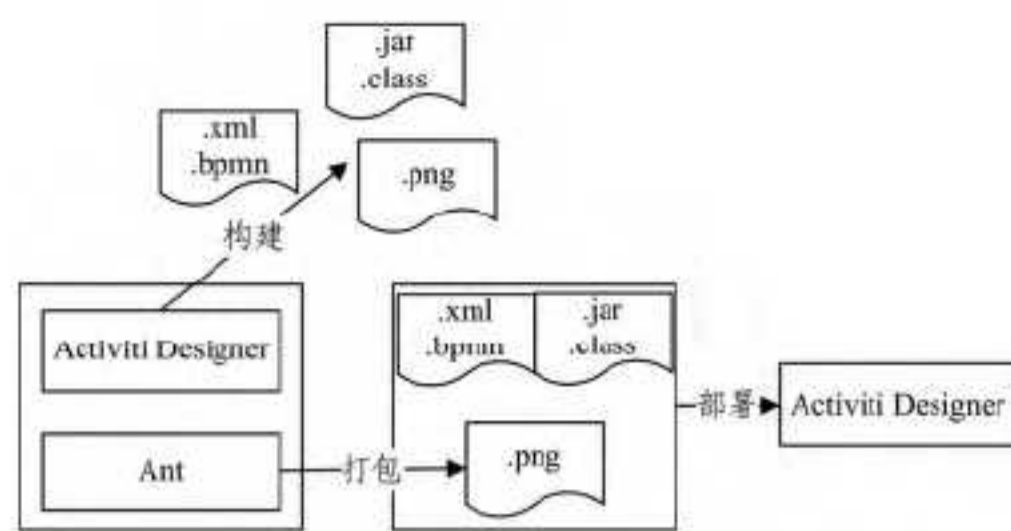 .jar
.class
.xml
.bpmn
.png
构建
Activiti Designer
Ant
打包
.xml
.bpmn
.jar
.class
.png
部署
Activiti Designer